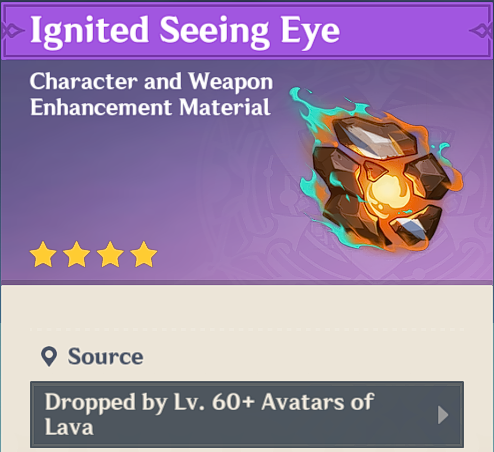 Ignited Seeing Eye
Character and Weapon
Enhancement Material
Source
Dropped by Lv. 60+ Avatars of
Lava